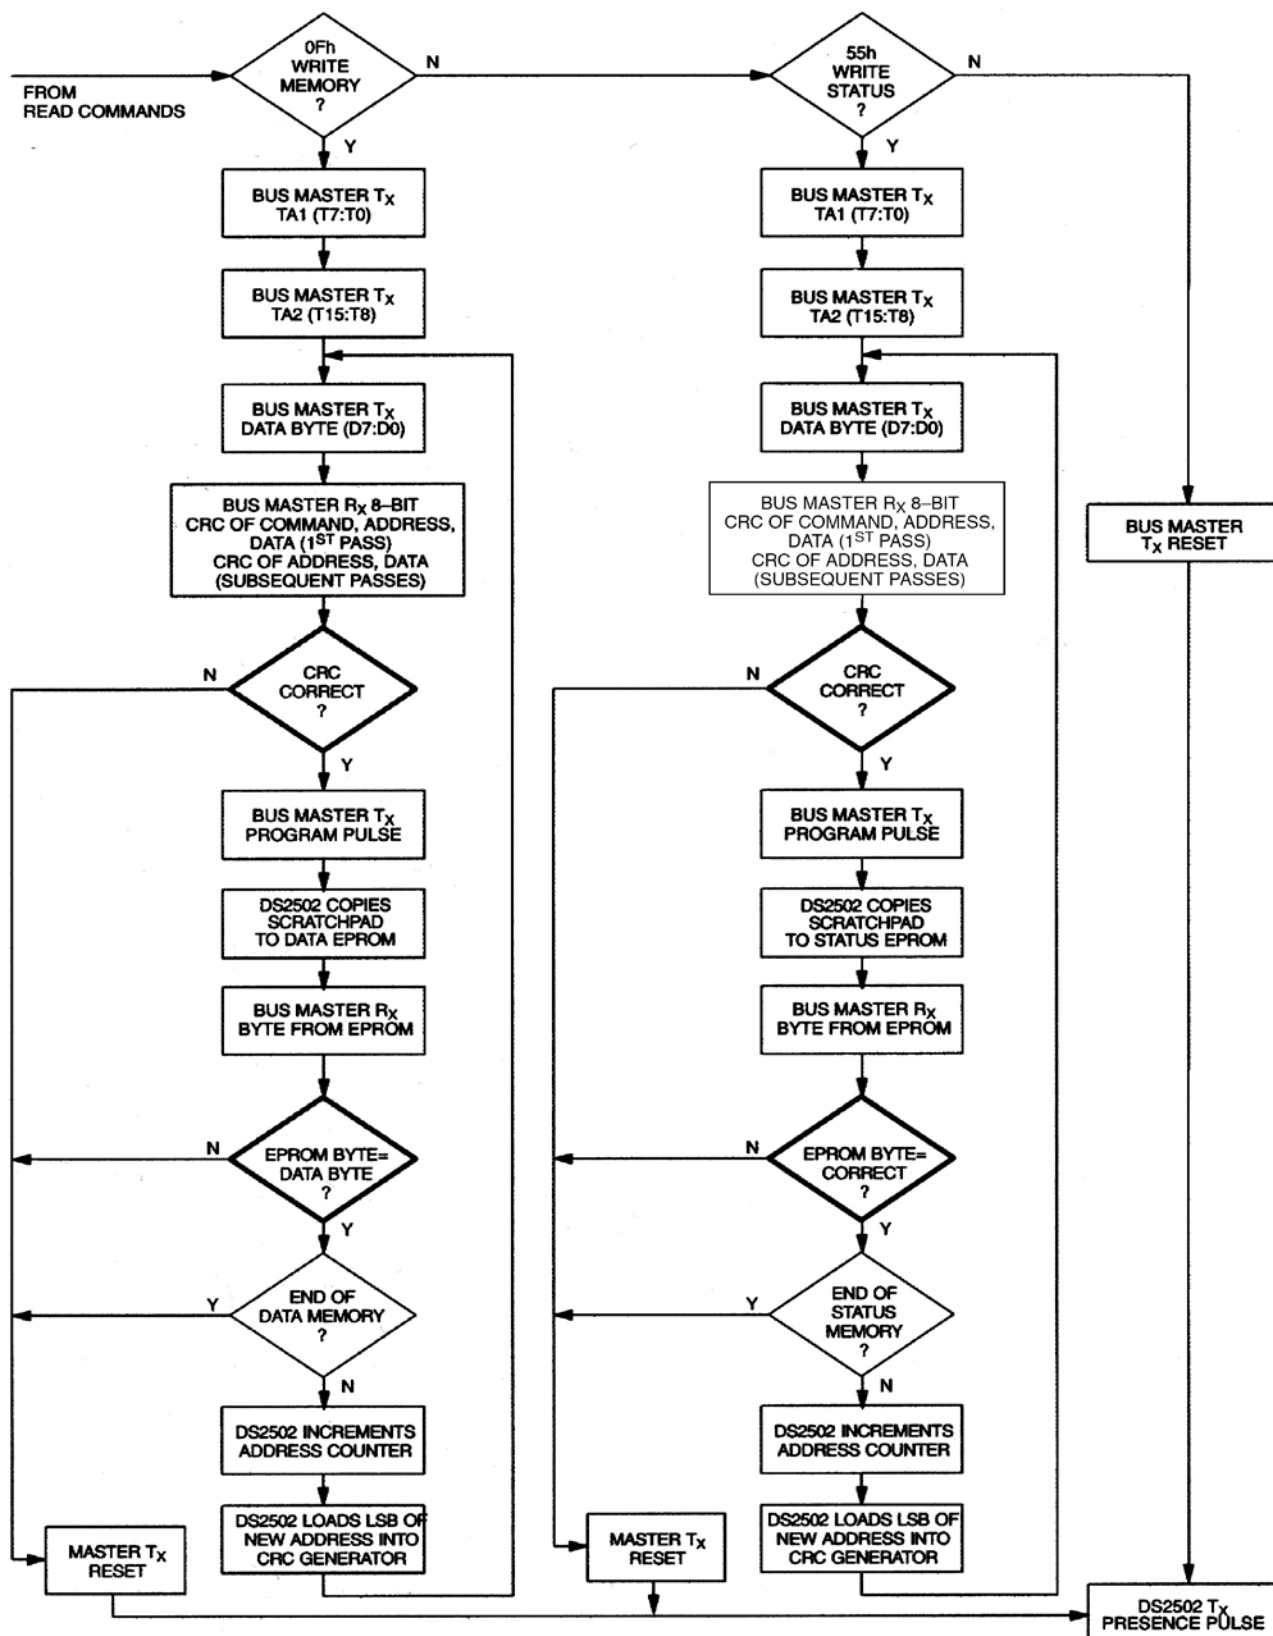 FROM
READ COMMANDS
0Fh
WRITE
MEMORY
?
N
Y
BUS MASTER TX
TA1 (T7:T0)
BUS MASTER TX
TA2 (T15:T8)
BUS MASTER TX
DATA BYTE (D7:D0)
BUS MASTER RX 8–BIT
CRC OF COMMAND, ADDRESS,
DATA (1ST PASS)
CRC OF ADDRESS, DATA
(SUBSEQUENT PASSES)
CRC
CORRECT
?
N
Y
BUS MASTER TX
PROGRAM PULSE
DS2502 COPIES
SCRATCHPAD
TO DATA EPROM
BUS MASTER RX
BYTE FROM EPROM
EPROM BYTE=
DATA BYTE
?
N
Y
END OF
DATA MEMORY
?
Y
N
DS2502 INCREMENTS
ADDRESS COUNTER
DS2502 LOADS LSB OF
NEW ADDRESS INTO
CRC GENERATOR
MASTER TX
RESET
55h
WRITE
STATUS
?
N
Y
BUS MASTER TX
TA1 (T7:T0)
BUS MASTER TX
TA2 (T15:T8)
BUS MASTER TX
DATA BYTE (D7:D0)
BUS MASTER RX 8–BIT
CRC OF COMMAND, ADDRESS,
DATA (1ST PASS)
CRC OF ADDRESS, DATA
(SUBSEQUENT PASSES)
CRC
CORRECT
?
N
Y
BUS MASTER TX
PROGRAM PULSE
DS2502 COPIES
SCRATCHPAD
TO STATUS EPROM
BUS MASTER RX
BYTE FROM EPROM
EPROM BYTE=
CORRECT
?
N
Y
END OF
STATUS
MEMORY
?
Y
N
DS2502 INCREMENTS
ADDRESS COUNTER
DS2502 LOADS LSB OF
NEW ADDRESS INTO
CRC GENERATOR
MASTER TX
RESET
BUS MASTER
TX RESET
DS2502 TX
PRESENCE PULSE